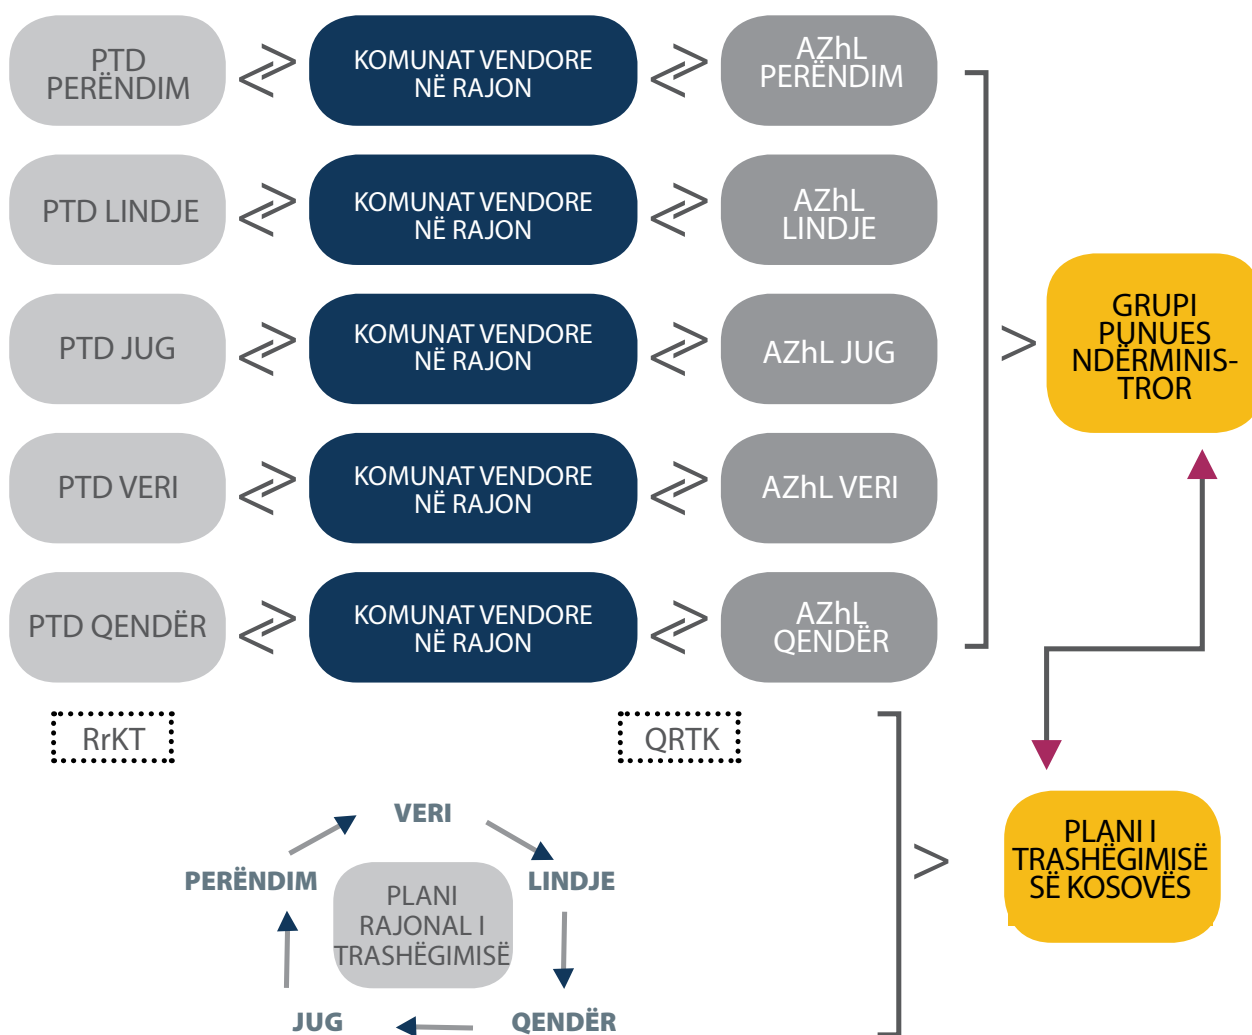 PTD
PERËNDIM
KOMUNAT VENDORE
NË RAJON
AZhL
PERËNDIM
PTD LINDJE
KOMUNAT VENDORE
NË RAJON
AZhL
LINDJE
PTD JUG
KOMUNAT VENDORE
NË RAJON
AZhL JUG
PTD VERI
KOMUNAT VENDORE
NË RAJON
AZhL VERI
PTD QENDËR
KOMUNAT VENDORE
NË RAJON
AZhL
QENDËR
GRUPI
PUNUES
NDËRMINIS-
TROR
RrKT
QRTK
VERI
PERËNDIM
LINDJE
PLANI
RAJONAL I
TRASHËGIMISË
JUG
QENDËR
PLANI I
TRASHËGIMISË
SË KOSOVËS